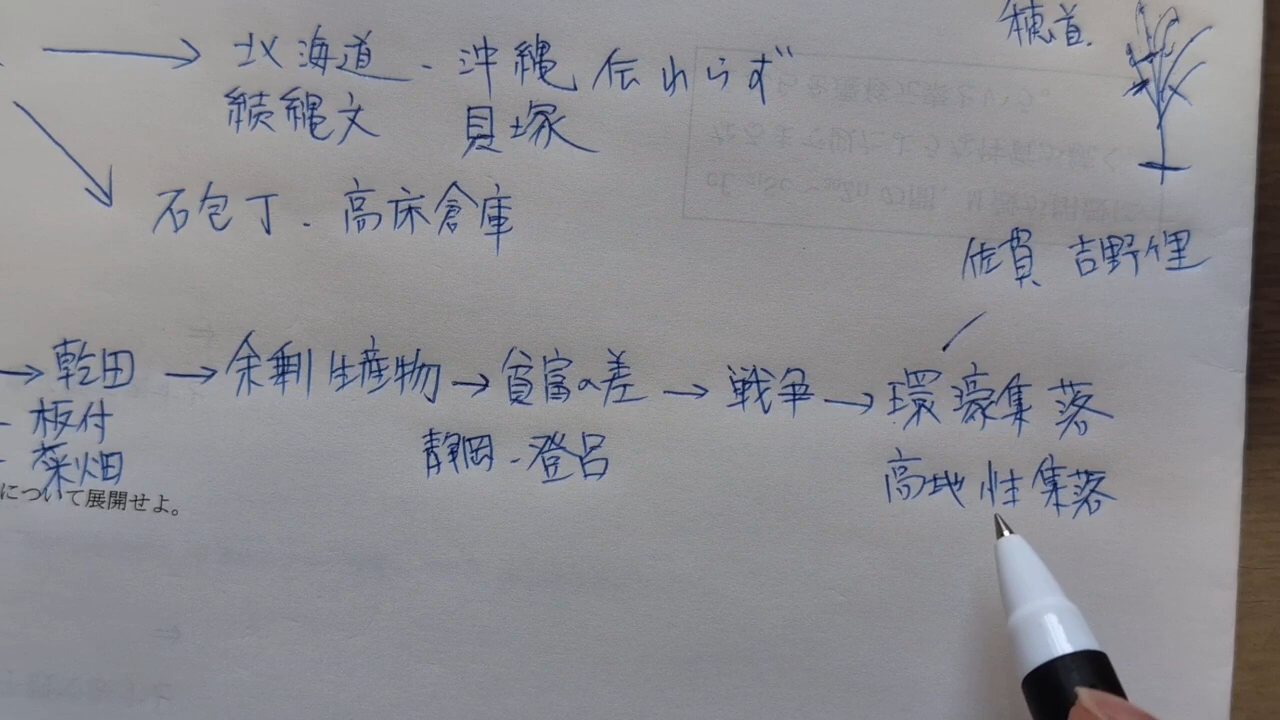 → 北海道・沖縄 伝われらず
続縄文 貝塚
穂首
石包丁・高床倉庫
佐賀 吉野ヶ里
→乾田→余剰生産物→貧富の差→戦争→環濠集落
板付
静岡・登呂
菜畑
高地性集落
について展開せよ。